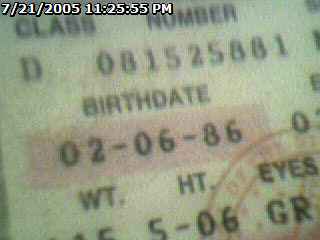 7/21/2005 11:25:55 PM
CLASS NUMBER
D 081525881
BIRTHDATE
02-06-86
WT. HT. EYES
5-06 GR